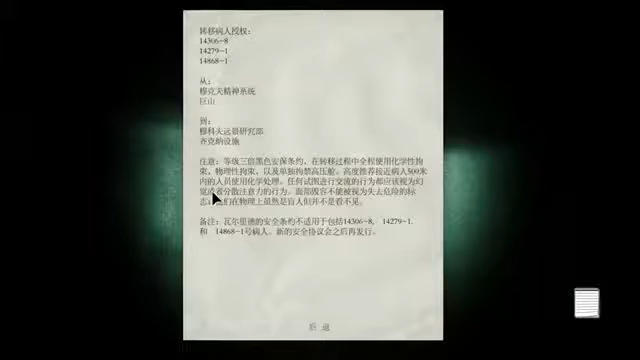 转移病人授权:
14306-8
14279-1
14868-1
从:
穆克夫精神系统
巨山
到:
穆科夫远景研究部
查克纳设施
注意: 等级三倍黑色安保条约, 在转移过程中全程使用化学性拘
束, 物理性拘束, 以及单独拘禁高压舱。高度推荐接近病人500米
内的人员使用化学处理。任何试图进行交流的行为都应该视为幻
觉或者分散注意力的行为。面部毁容不能被视为失去危险的标
志。他们在物理上虽然是盲人但并不是看不见。
备注: 瓦尔里德的安全条约不适用于包括14306-8, 14279-1.
和 14868-1号病人。新的安全协议会之后再发行。
后 退